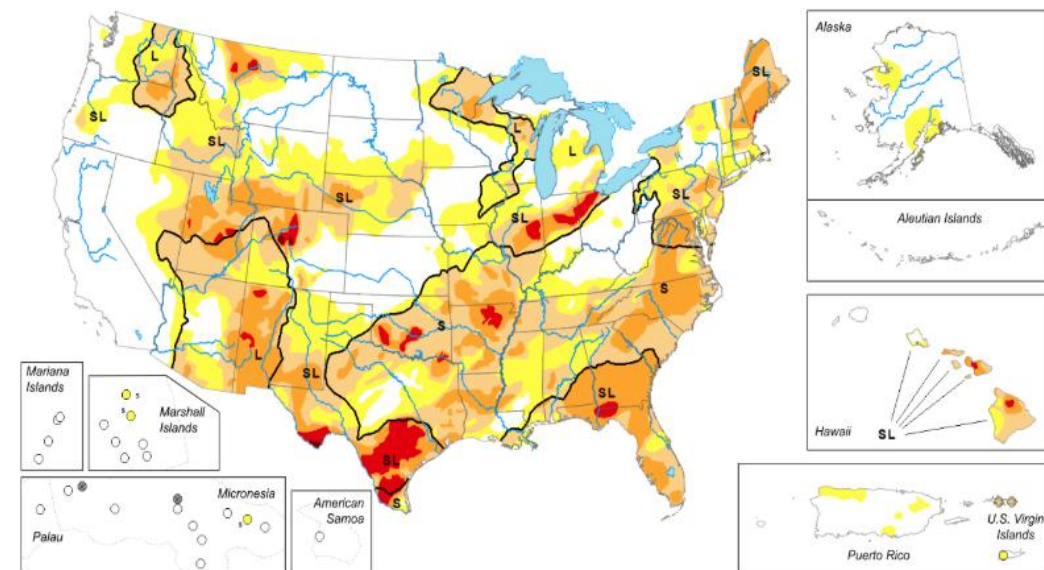 Alaska
Aleutian Islands
Hawaii
SL
U.S. Virgin
Islands
Puerto Rico
Mariana
Islands
S
S
Marshall
Islands
Micronesia
S
Palau
American
Samoa
L
SL
SL
SL
L
L
SL
SL
SL
S
S
L
SL
SL
S